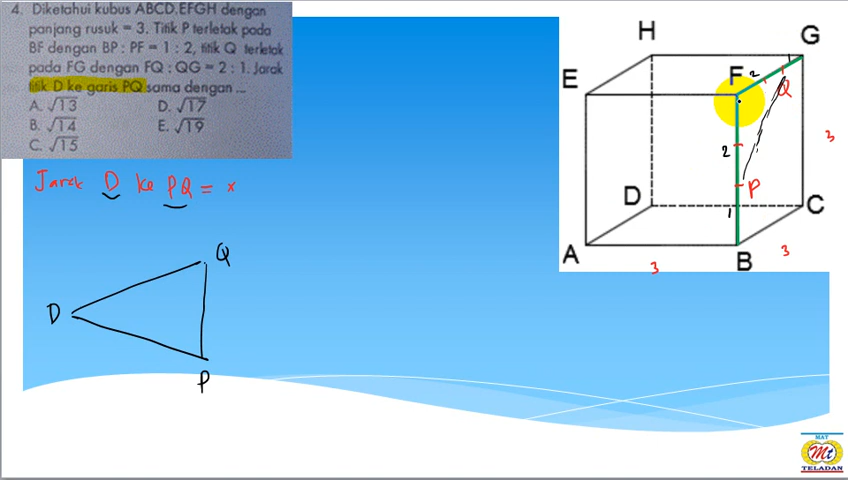 4. Diketahui kubus ABCD.EFGH dengan
panjang rusuk = 3. Titik P terletak pada
BF dengan BP : PF = 1 : 2, titik Q terletak
pada FG dengan FQ : QG = 2 : 1. Jarak
titik D ke garis PQ sama dengan ...
A. √13 D. √17
B. √14 E. √19
C. √15
Jarak D ke PQ = x
D
Q
P
H
G
E
F
2
Q
2
3
P
D
1
C
A
B
3
3
MAT
Mt
TELADAN